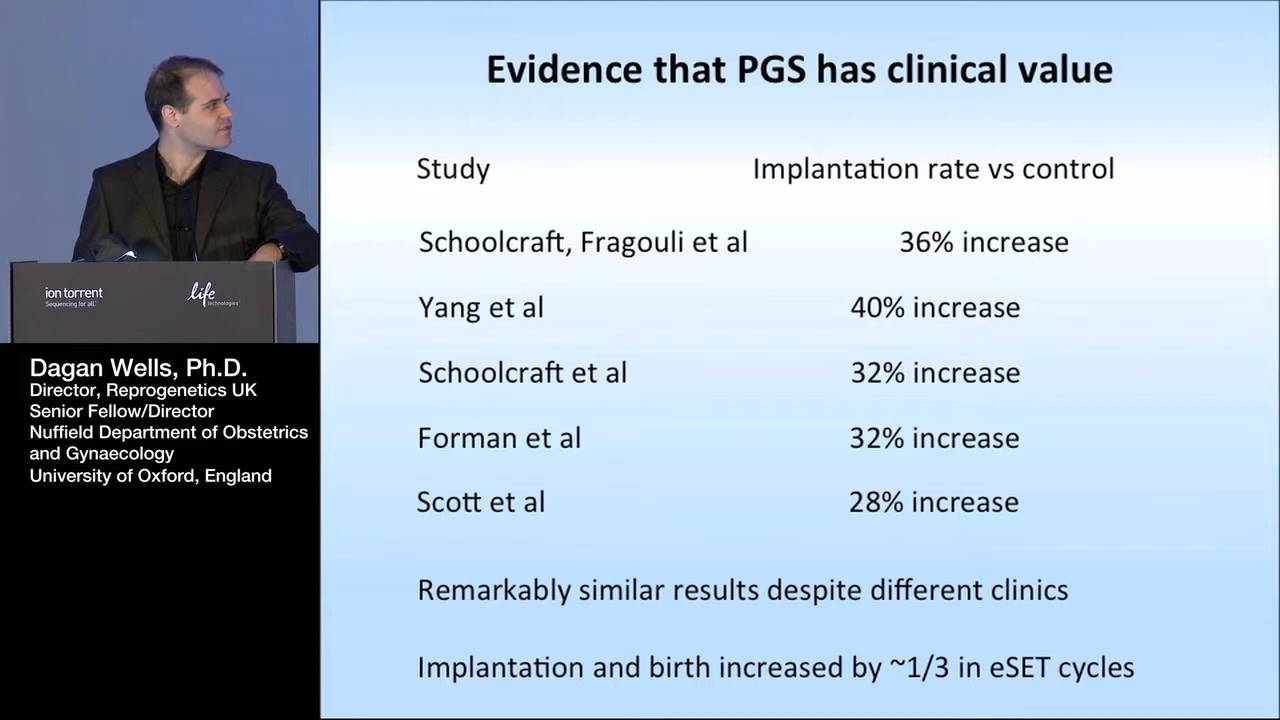 Evidence that PGS has clinical value
Study Implantation rate vs control
Schoolcraft, Fragouli et al 36% increase
Yang et al 40% increase
Schoolcraft et al 32% increase
Forman et al 32% increase
Scott et al 28% increase
Remarkably similar results despite different clinics
Implantation and birth increased by ~1/3 in eSET cycles
ion torrent
Sequencing for all.
life
technologies
Dagan Wells, Ph.D.
Director, Reprogenetics UK
Senior Fellow/Director
Nuffield Department of Obstetrics
and Gynaecology
University of Oxford, England